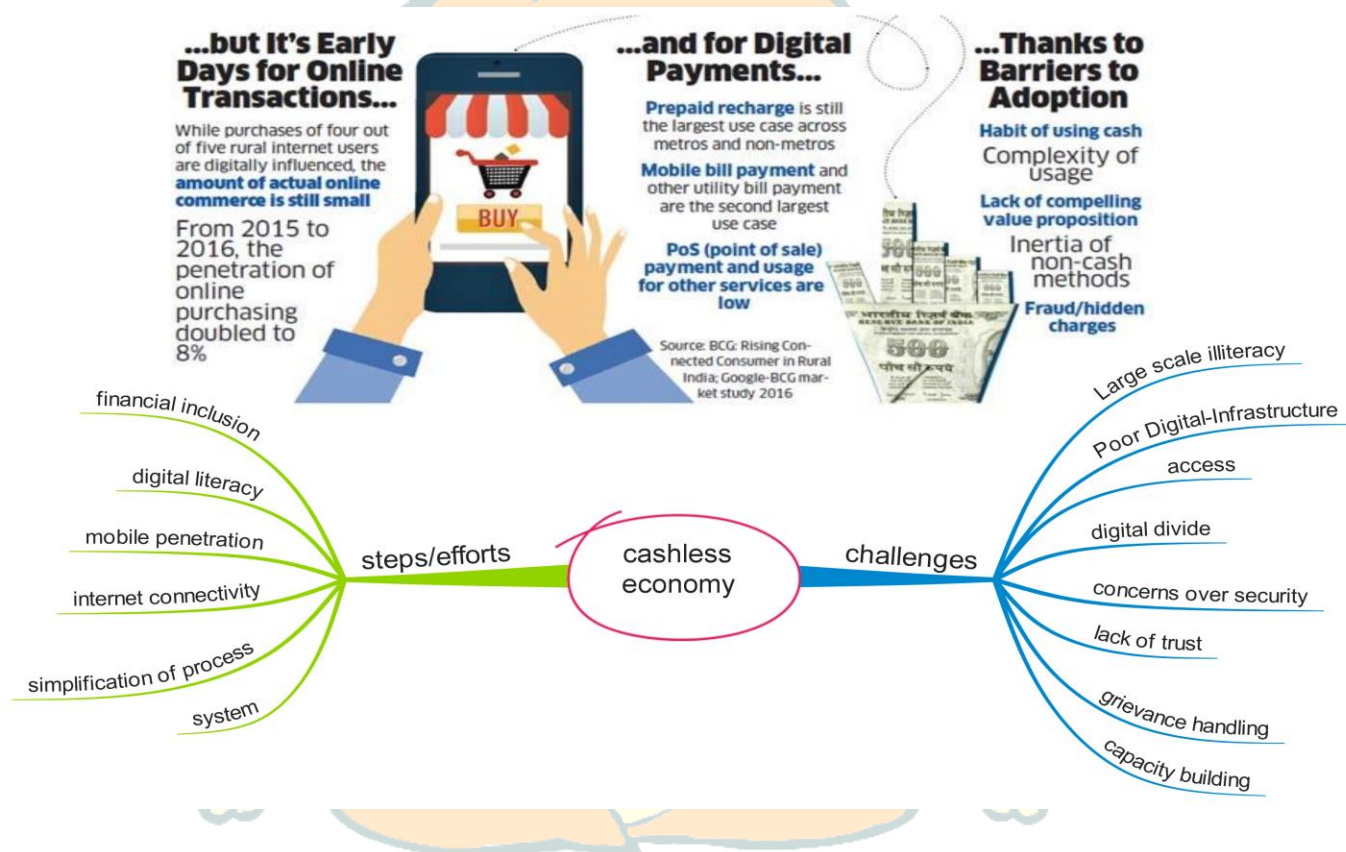 ...but It's Early
Days for Online
Transactions...
While purchases of four out
of five rural internet users
are digitally influenced, the
amount of actual online
commerce is still small
From 2015 to
2016, the
penetration of
online
purchasing
doubled to
8%
BUY
...and for Digital
Payments...
Prepaid recharge is still
the largest use case across
metros and non-metros
Mobile bill payment and
other utility bill payment
are the second largest
use case
PoS (point of sale)
payment and usage
for other services are
low
Source: BCG: Rising Con-
nected Consumer in Rural
India; Google-BCG mar-
ket study 2016
...Thanks to
Barriers to
Adoption
Habit of using cash
Complexity of
usage
Lack of compelling
value proposition
Inertia of
non-cash
methods
Fraud/hidden
charges
500
500
भारतीय रिज़र्व बैंक
RESERVE BANK OF INDIA
500
पाँच सौ रुपये
financial inclusion
digital literacy
mobile penetration
internet connectivity
simplification of process
system
steps/efforts
cashless
economy
challenges
Large scale illiteracy
Poor Digital-Infrastructure
access
digital divide
concerns over security
lack of trust
grievance handling
capacity building